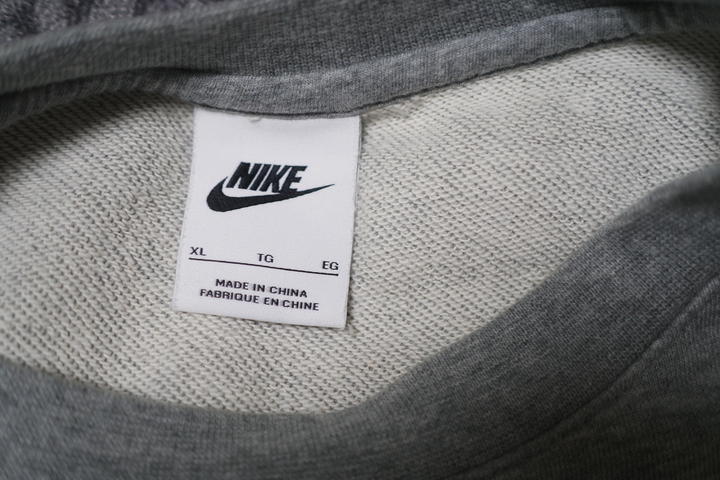 NIKE
XL TG EG
MADE IN CHINA
FABRIQUE EN CHINE